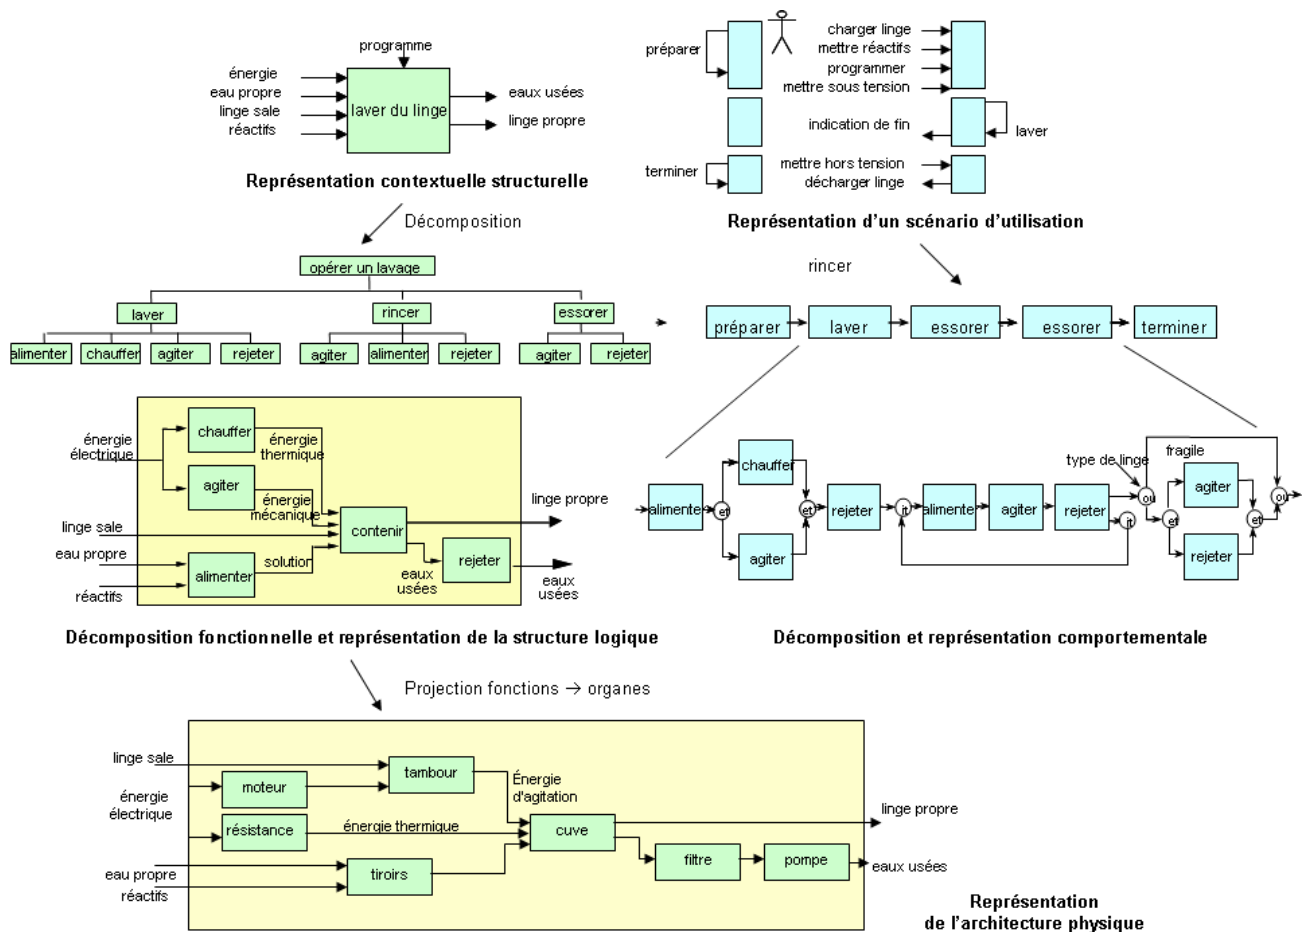 programme
énergie
eau propre
linge sale
réactifs
laver du linge
eaux usées
linge propre
Représentation contextuelle structurelle
préparer
charger linge
mettre réactifs
programmer
mettre sous tension
indication de fin
laver
terminer
mettre hors tension
décharger linge
Représentation d'un scénario d'utilisation
Décomposition
rincer
opérer un lavage
laver
rincer
essorer
alimenter
chauffer
agiter
rejeter
agiter
alimenter
rejeter
agiter
rejeter
préparer
laver
essorer
essorer
terminer
énergie
électrique
chauffer
énergie
thermique
agiter
énergie
mécanique
linge sale
eau propre
réactifs
alimenter
solution
contenir
linge propre
eaux
usées
rejeter
eaux
usées
Décomposition fonctionnelle et représentation de la structure logique
alimenter
et
chauffer
agiter
et
rejeter
it
alimenter
agiter
rejeter
type de linge
ou
it
fragile
et
agiter
rejeter
et
ou
Décomposition et représentation comportementale
Projection fonctions → organes
linge sale
énergie
électrique
eau propre
réactifs
moteur
résistance
tiroirs
tambour
énergie thermique
Énergie
d'agitation
cuve
filtre
pompe
linge propre
eaux usées
Représentation
de l'architecture physique